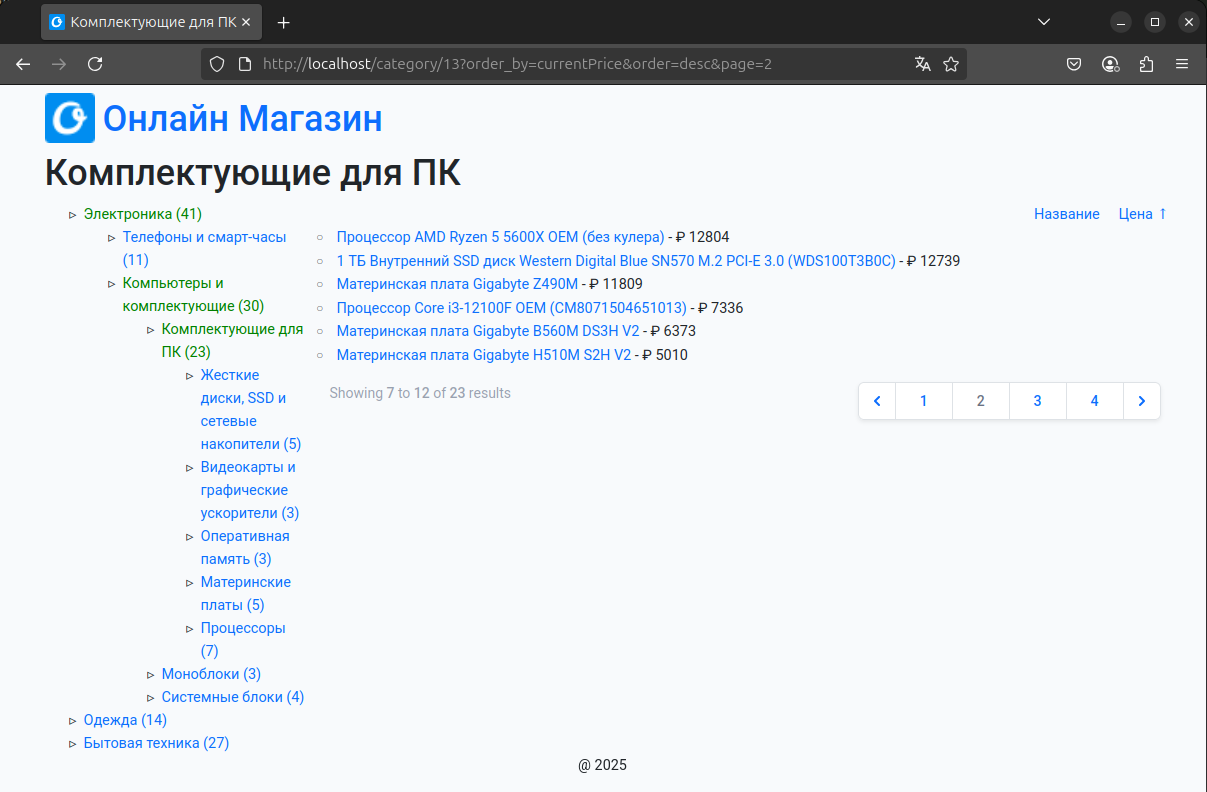 Комплектующие для ПК
http://localhost/category/13?order_by=currentPrice&order=desc&page=2
Онлайн Магазин
Комплектующие для ПК
Электроника (41)
Телефоны и смарт-часы
(11)
Компьютеры и
комплектующие (30)
Комплектующие для
ПК (23)
Жесткие
диски, SSD и
сетевые
накопители (5)
Видеокарты и
графические
ускорители (3)
Оперативная
память (3)
Материнские
платы (5)
Процессоры
(7)
Моноблоки (3)
Системные блоки (4)
Одежда (14)
Бытовая техника (27)
Название Цена ↑
Процессор AMD Ryzen 5 5600X OEM (без кулера) - ₽ 12804
1 ТБ Внутренний SSD диск Western Digital Blue SN570 M.2 PCI-E 3.0 (WDS100T3B0C) - ₽ 12739
Материнская плата Gigabyte Z490M - ₽ 11809
Процессор Core i3-12100F OEM (CM8071504651013) - ₽ 7336
Материнская плата Gigabyte B560M DS3H V2 - ₽ 6373
Материнская плата Gigabyte H510M S2H V2 - ₽ 5010
Showing 7 to 12 of 23 results
1 2 3 4
@ 2025